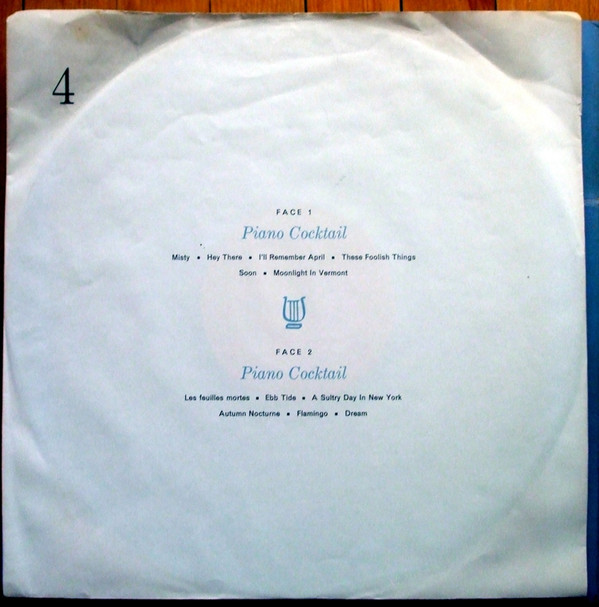 4
FACE 1
Piano Cocktail
Misty • Hey There • I'll Remember April • These Foolish Things
Soon • Moonlight In Vermont
FACE 2
Piano Cocktail
Les feuilles mortes • Ebb Tide • A Sultry Day In New York
Autumn Nocturne • Flamingo • Dream